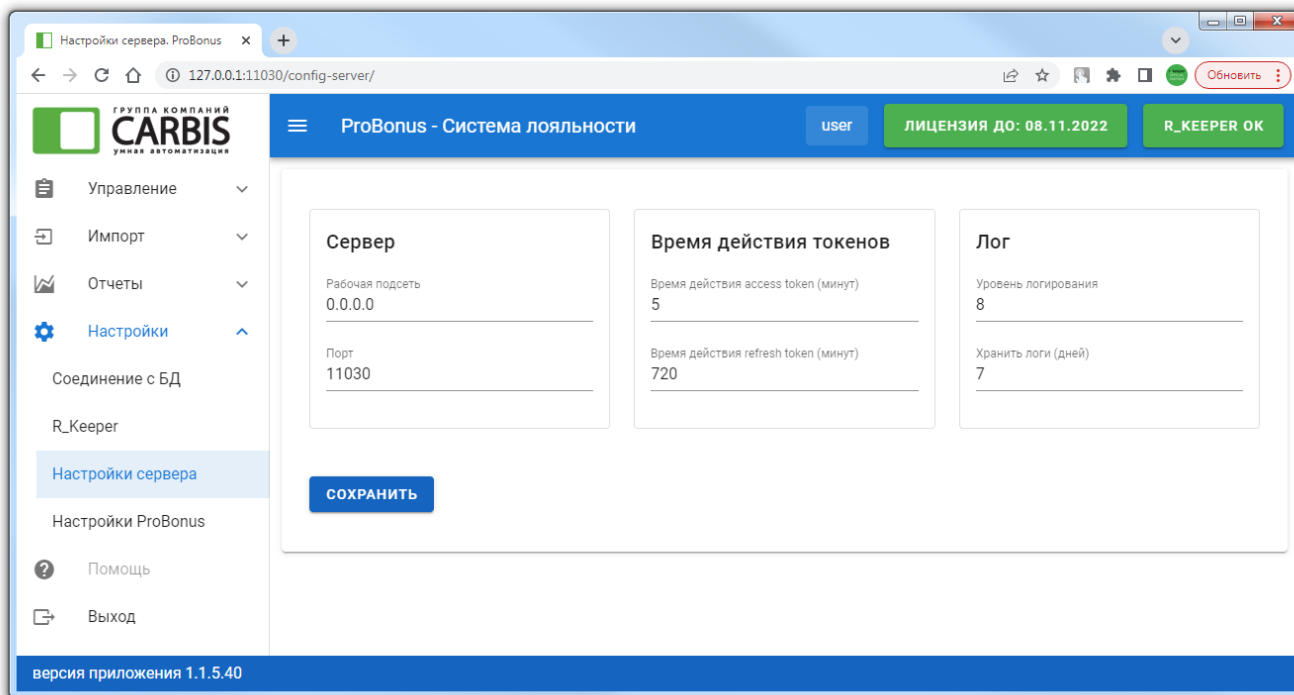 Настройки сервера. ProBonus
127.0.0.1:11030/config-server/
Обновить
ГРУППА КОМПАНИЙ
CARBIS
умная автоматизация
ProBonus - Система лояльности
user
ЛИЦЕНЗИЯ ДО: 08.11.2022
R_KEEPER OK
Управление
Импорт
Отчеты
Настройки
Соединение с БД
R_Keeper
Настройки сервера
Настройки ProBonus
Помощь
Выход
Сервер
Рабочая подсеть
0.0.0.0
Порт
11030
Время действия токенов
Время действия access token (минут)
5
Время действия refresh token (минут)
720
Лог
Уровень логирования
8
Хранить логи (дней)
7
СОХРАНИТЬ
версия приложения 1.1.5.40